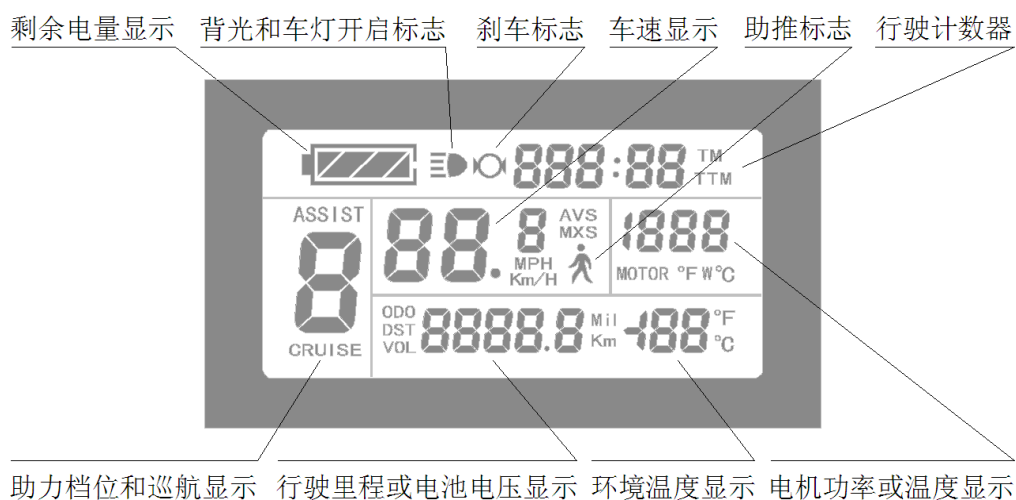 剩余电量显示 背光和车灯开启标志 刹车标志 车速显示 助推标志 行驶计数器
888:88 TM
TTM
ASSIST
8
CRUISE
88.8 AVS
MXS
MPH
Km/H
1888
MOTOR °F W°C
ODO
DST
VOL
8888.8 Mil
Km
-188 °F
°C
助力档位和巡航显示 行驶里程或电池电压显示 环境温度显示 电机功率或温度显示